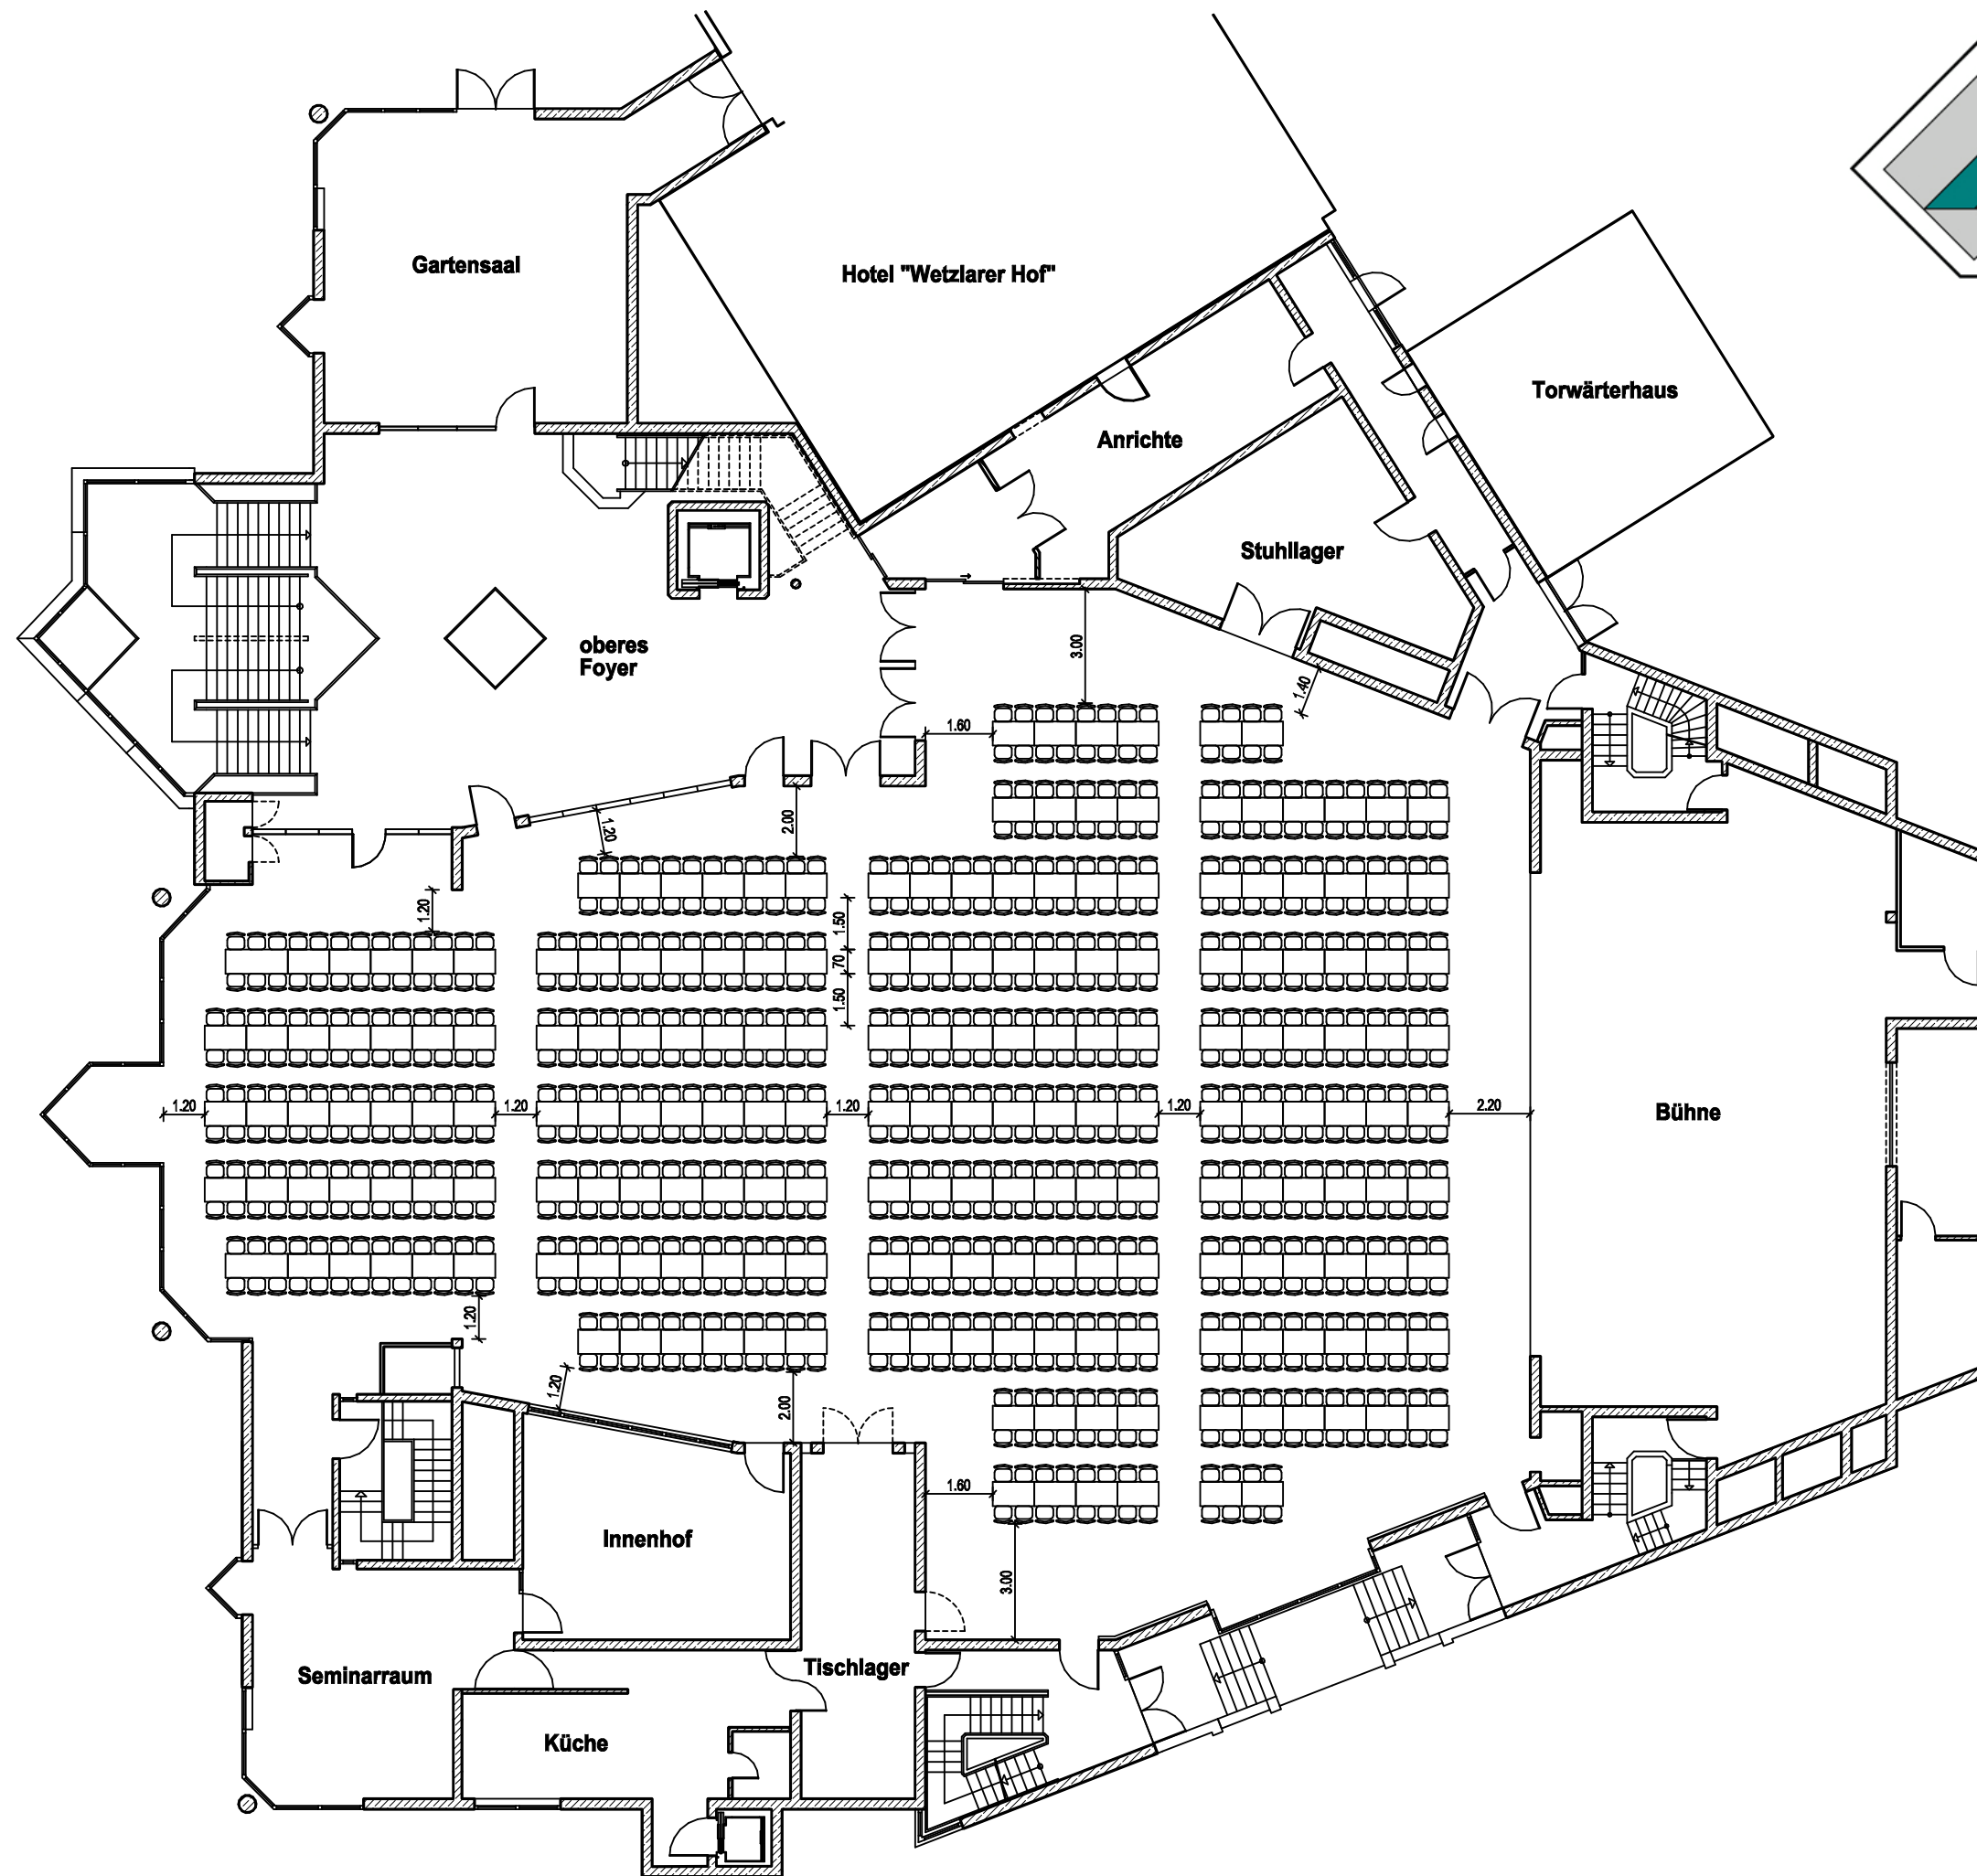 Gartensaal
Hotel "Wetzlarer Hof"
Torwärterhaus
Anrichte
Stuhllager
oberes
Foyer
3.00
1.40
1.60
1.20
2.00
1.20
1.50
70
1.50
1.20
1.20
1.20
1.20
2.20
Bühne
1.20
1.20
2.00
1.60
Innenhof
3.00
Seminarraum
Tischlager
Küche